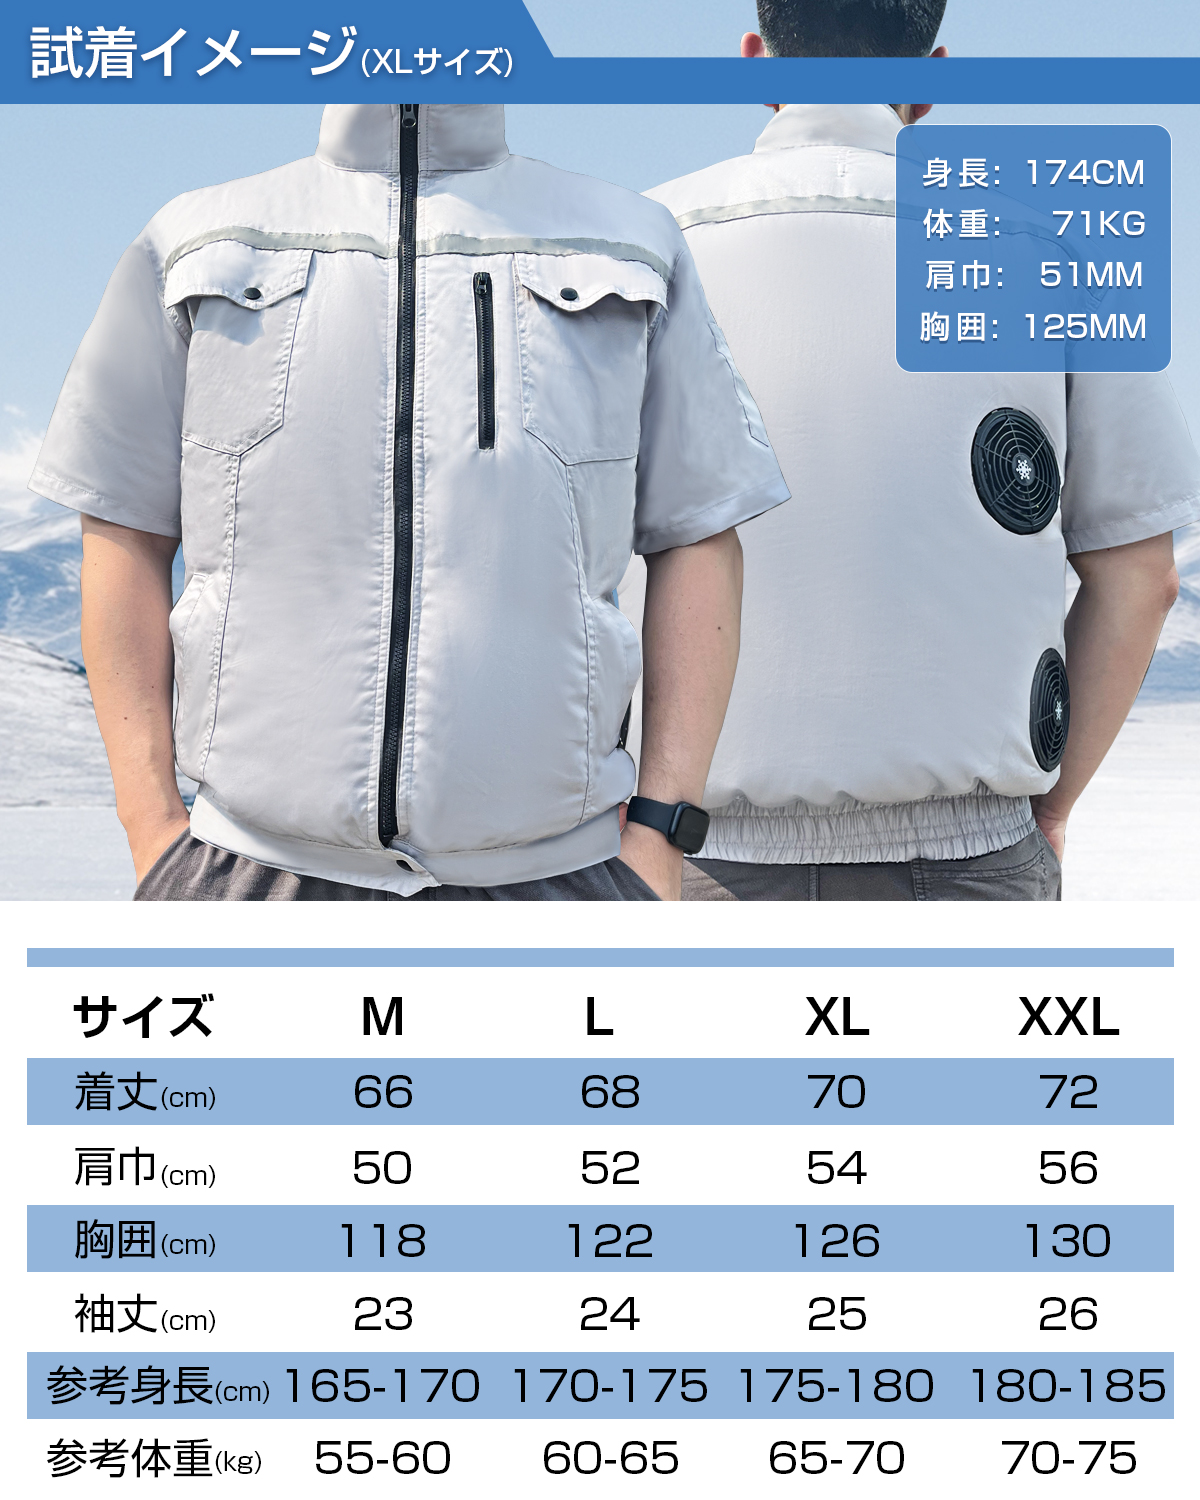 試着イメージ(XLサイズ)
身長: 174CM
体重: 71KG
肩巾: 51MM
胸囲: 125MM
サイズ M L XL XXL
着丈(cm) 66 68 70 72
肩巾(cm) 50 52 54 56
胸囲(cm) 118 122 126 130
袖丈(cm) 23 24 25 26
参考身長(cm) 165-170 170-175 175-180 180-185
参考体重(kg) 55-60 60-65 65-70 70-75